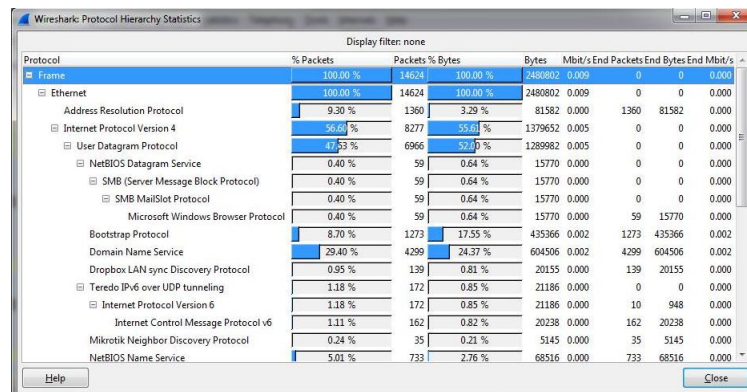 Wireshark: Protocol Hierarchy Statistics
Display filter: none
Protocol % Packets Packets % Bytes Bytes Mbit/s End Packets End Bytes End Mbit/s
Frame 100.00 % 14624 100.00 % 2480802 0.009 0 0 0.000
Ethernet 100.00 % 14624 100.00 % 2480802 0.009 0 0 0.000
Address Resolution Protocol 9.30 % 1360 3.29 % 81582 0.000 1360 81582 0.000
Internet Protocol Version 4 56.60 % 8277 55.61 % 1379652 0.005 0 0 0.000
User Datagram Protocol 47.53 % 6966 52.00 % 1289982 0.005 0 0 0.000
NetBIOS Datagram Service 0.40 % 59 0.64 % 15770 0.000 0 0 0.000
SMB (Server Message Block Protocol) 0.40 % 59 0.64 % 15770 0.000 0 0 0.000
SMB MailSlot Protocol 0.40 % 59 0.64 % 15770 0.000 0 0 0.000
Microsoft Windows Browser Protocol 0.40 % 59 0.64 % 15770 0.000 59 15770 0.000
Bootstrap Protocol 8.70 % 1273 17.55 % 435366 0.002 1273 435366 0.002
Domain Name Service 29.40 % 4299 24.37 % 604506 0.002 4299 604506 0.002
Dropbox LAN sync Discovery Protocol 0.95 % 139 0.81 % 20155 0.000 139 20155 0.000
Teredo IPv6 over UDP tunneling 1.18 % 172 0.85 % 21186 0.000 0 0 0.000
Internet Protocol Version 6 1.18 % 172 0.85 % 21186 0.000 10 948 0.000
Internet Control Message Protocol v6 1.11 % 162 0.82 % 20238 0.000 162 20238 0.000
Mikrotik Neighbor Discovery Protocol 0.24 % 35 0.21 % 5145 0.000 35 5145 0.000
NetBIOS Name Service 5.01 % 733 2.76 % 68516 0.000 733 68516 0.000
Help Close